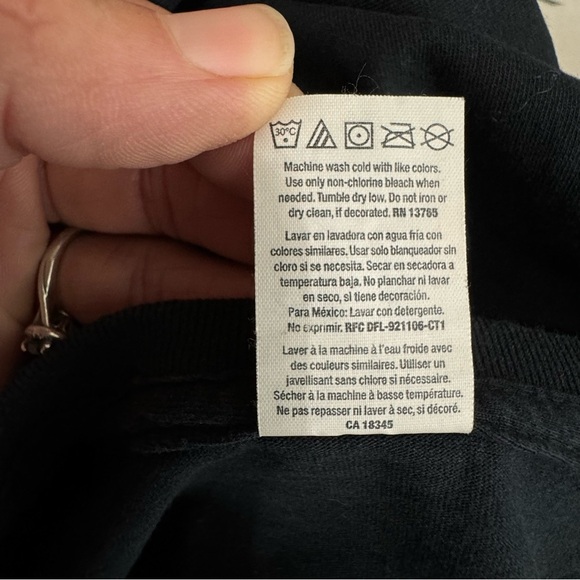 30°C
Machine wash cold with like colors.
Use only non-chlorine bleach when
needed. Tumble dry low. Do not iron or
dry clean, if decorated. RN 13765
Lavar en lavadora con agua fría con
colores similares. Usar solo blanqueador sin
cloro si se necesita. Secar en secadora a
temperatura baja. No planchar ni lavar
en seco, si tiene decoración.
Para México: Lavar con detergente.
No exprimir. RFC DFL-921106-CT1
Laver à la machine à l'eau froide avec
des couleurs similaires. Utiliser un
javellisant sans chlore si nécessaire.
Sécher à la machine à basse température.
Ne pas repasser ni laver à sec, si décoré.
CA 18345